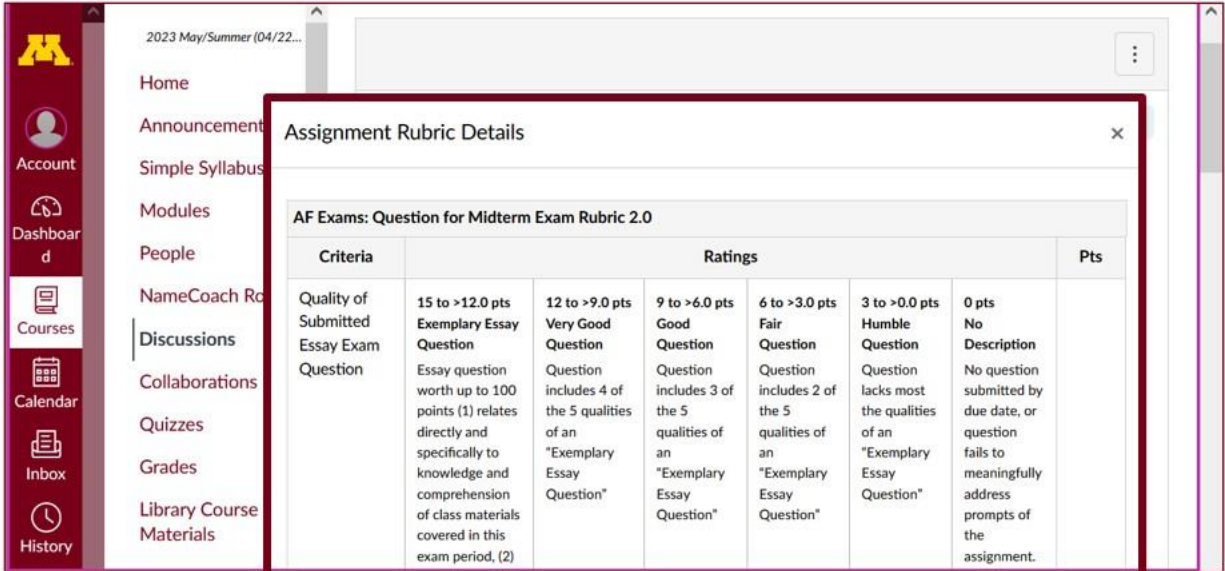 M
Account
Dashboar
d
Courses
Calendar
Inbox
History
2023 May/Summer (04/22...
Home
Announcement
Simple Syllabus
Modules
People
NameCoach Ro
Discussions
Collaborations
Quizzes
Grades
Library Course
Materials
Assignment Rubric Details
×
AF Exams: Question for Midterm Exam Rubric 2.0
Criteria
Ratings
Pts
Quality of
Submitted
Essay Exam
Question
15 to >12.0 pts
Exemplary Essay
Question
Essay question
worth up to 100
points (1) relates
directly and
specifically to
knowledge and
comprehension
of class materials
covered in this
exam period, (2)
12 to >9.0 pts
Very Good
Question
Question
includes 4 of
the 5 qualities
of an
"Exemplary
Essay
Question"
9 to >6.0 pts
Good
Question
Question
includes 3 of
the 5
qualities of
an
"Exemplary
Essay
Question"
6 to >3.0 pts
Fair
Question
Question
includes 2 of
the 5
qualities of
an
"Exemplary
Essay
Question"
3 to >0.0 pts
Humble
Question
Question
lacks most
the qualities
of an
"Exemplary
Essay
Question"
0 pts
No
Description
No question
submitted by
due date, or
question
fails to
meaningfully
address
prompts of
the
assignment.